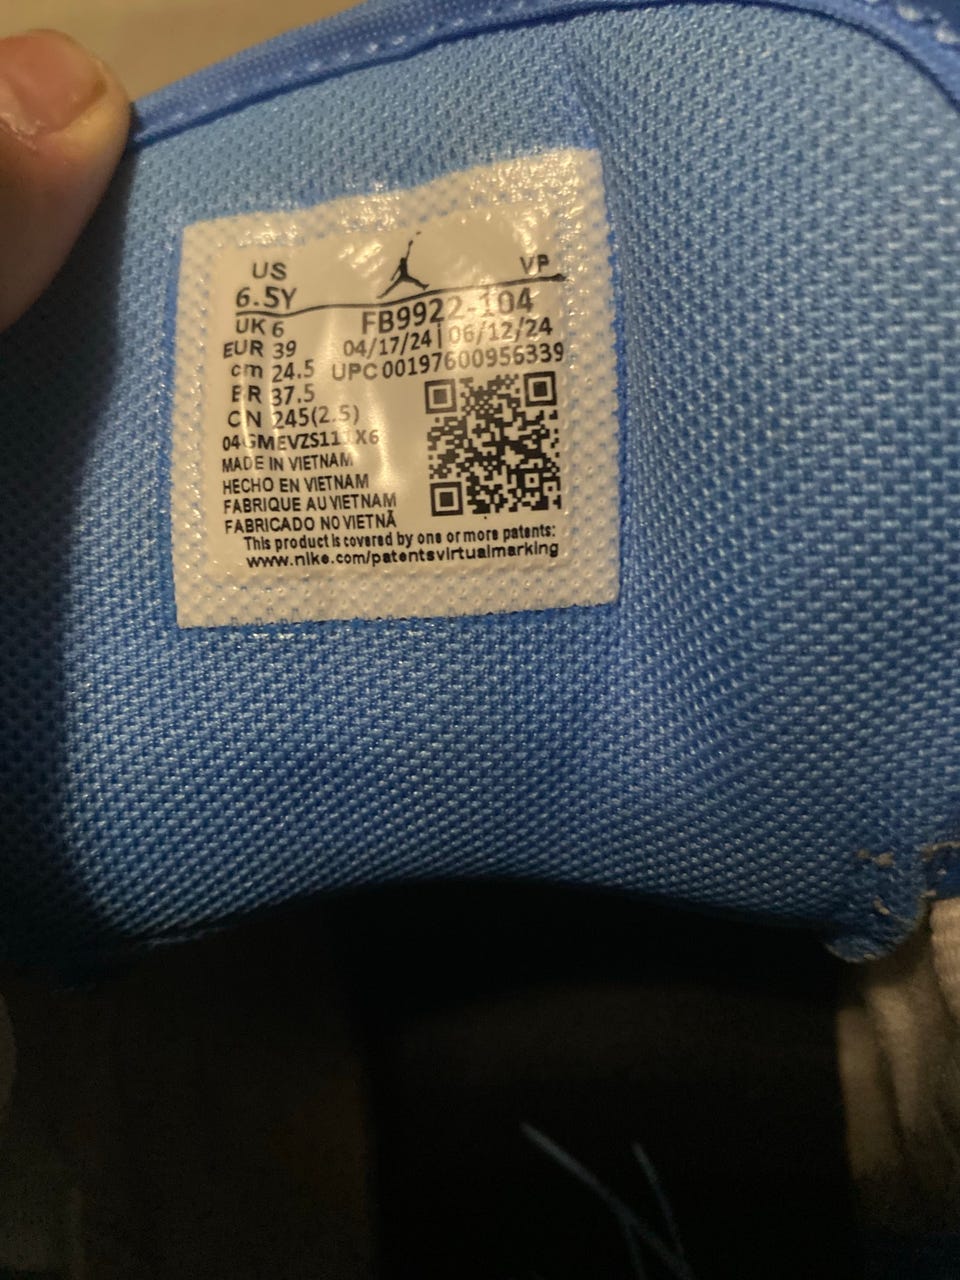 US VP
6.5Y
UK 6 FB9922-104
EUR 39 04/17/24 | 06/12/24
cm 24.5 UPC 00197600956339
BR 37.5
CN 245(2.5)
MADE IN VIETNAM
HECHO EN VIETNAM
FABRIQUE AU VIETNAM
FABRICADO NO VIETNÃ
This product is covered by one or more patents:
www.nike.com/patentsvirtualmarking